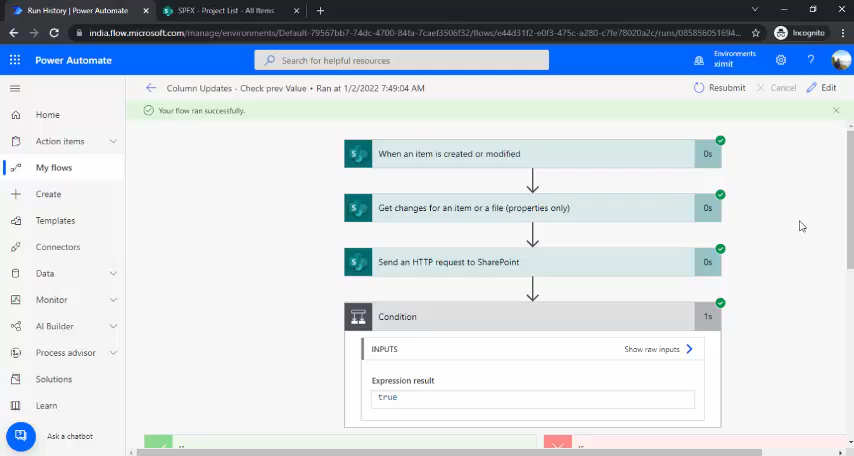 Run History | Power Automate
SPFX - Project List - All Items
india.flow.microsoft.com/manage/environments/Default-79567bb7-74dc-4700-84fa-7caef3506f32/flows/e44d31f2-e0f3-475c-a280-c7fe78020a2c/runs/085856051569...
Incognito
Power Automate
Search for helpful resources
Environments
ximit
Column Updates - Check prev Value • Ran at 1/2/2022 7:49:04 AM
Resubmit
Cancel
Edit
Your flow ran successfully.
Home
Action items
My flows
Create
Templates
Connectors
Data
Monitor
AI Builder
Process advisor
Solutions
Learn
Ask a chatbot
When an item is created or modified
0s
Get changes for an item or a file (properties only)
0s
Send an HTTP request to SharePoint
0s
Condition
1s
INPUTS
Show raw inputs
Expression result
true